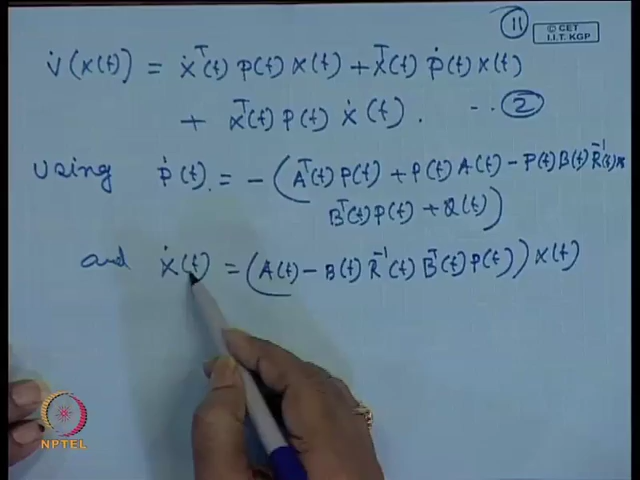 11
© CET
I.I.T. KGP
V̇(x(t)) = ẋᵀ(t) P(t) x(t) + xᵀ(t) Ṗ(t) x(t)
+ xᵀ(t) P(t) ẋ(t). -.. 2
Using Ṗ(t) = - (Aᵀ(t) P(t) + P(t) A(t) - P(t) B(t) R⁻¹(t) ×
Bᵀ(t) P(t) + Q(t))
and ẋ(t) = (A(t) - B(t) R⁻¹(t) Bᵀ(t) P(t)) x(t)
NPTEL